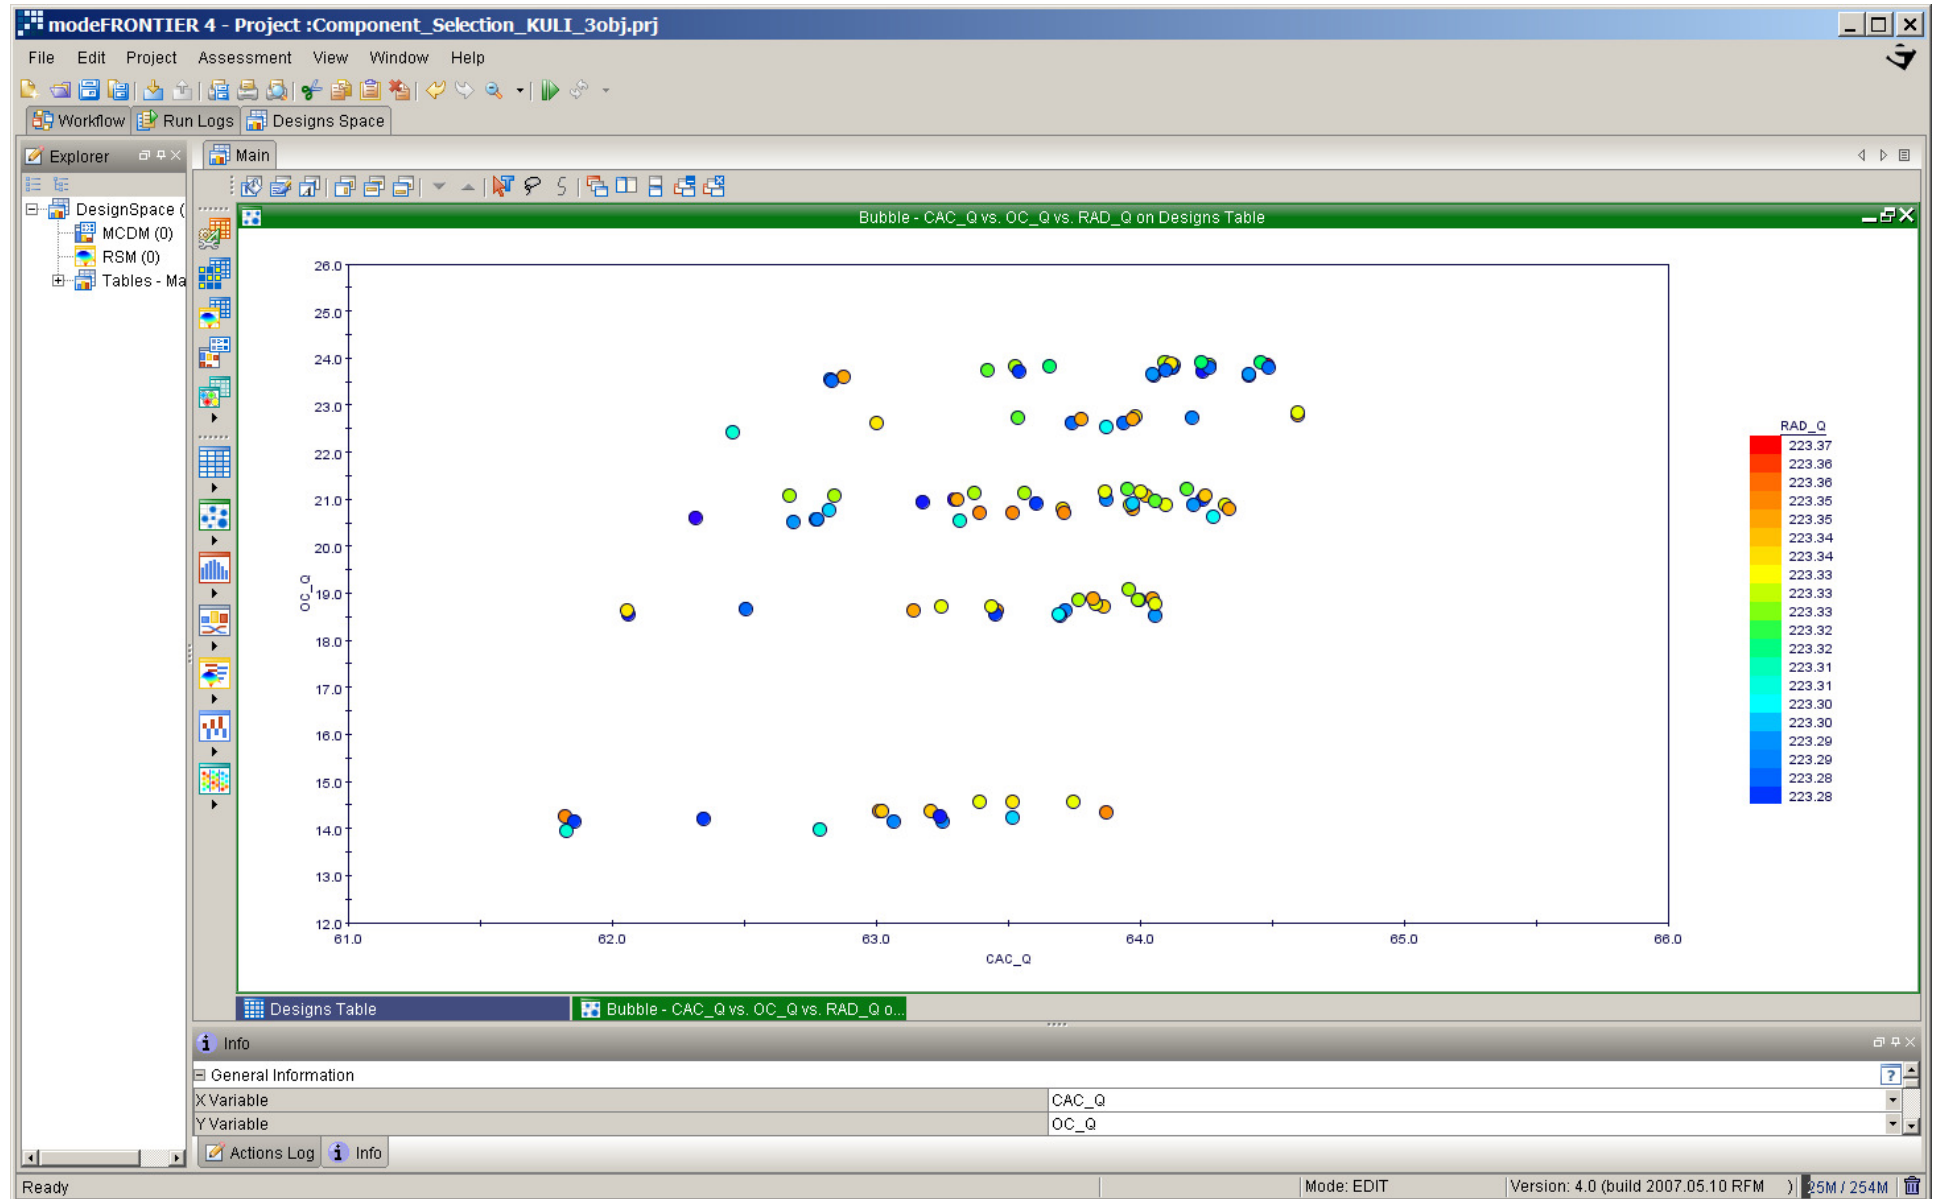 modeFRONTIER 4 - Project :Component_Selection_KULI_3obj.prj
File Edit Project Assessment View Window Help
Workflow Run Logs Designs Space
Explorer
Main
DesignSpace (
MCDM (0)
RSM (0)
Tables - Ma
Bubble - CAC_Q vs. OC_Q vs. RAD_Q on Designs Table
26.0
25.0
24.0
23.0
22.0
21.0
20.0
19.0
18.0
17.0
16.0
15.0
14.0
13.0
12.0
OC_Q
61.0 62.0 63.0 64.0 65.0 66.0
CAC_Q
RAD_Q
223.37
223.36
223.36
223.35
223.35
223.34
223.34
223.33
223.33
223.33
223.32
223.32
223.31
223.31
223.30
223.30
223.29
223.29
223.28
223.28
Designs Table
Bubble - CAC_Q vs. OC_Q vs. RAD_Q o...
Info
General Information
X Variable CAC_Q
Y Variable OC_Q
Actions Log Info
Ready Mode: EDIT Version: 4.0 (build 2007.05.10 RFM ) 25M / 254M